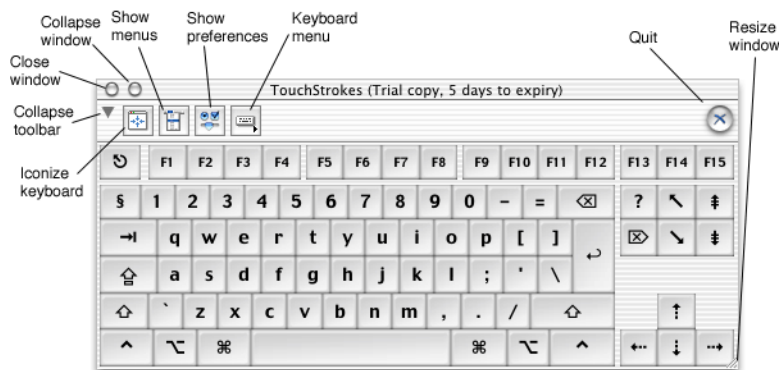 Collapse window
Show menus
Show preferences
Keyboard menu
Quit
Resize window
Close window
TouchStrokes (Trial copy, 5 days to expiry)
Collapse toolbar
Iconize keyboard
F1 F2 F3 F4 F5 F6 F7 F8 F9 F10 F11 F12 F13 F14 F15
§ 1 2 3 4 5 6 7 8 9 0 - = ⌫ ? ↖ ⇞
⇥ q w e r t y u i o p [ ] ↩ ⌦ ↘ ⇟
⇪ a s d f g h j k l ; ' \
⇧ ` z x c v b n m , . / ⇧ ⇡
⌃ ⌥ ⌘ ⌘ ⌥ ⌃ ⇠ ⇣ ⇢